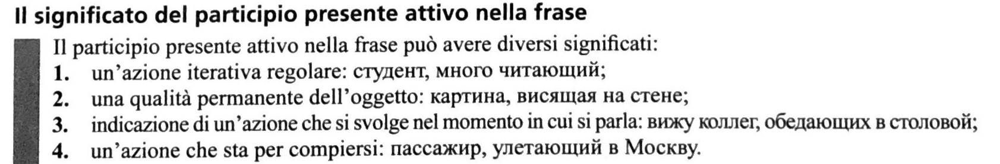 Il significato del participio presente attivo nella frase
Il participio presente attivo nella frase può avere diversi significati:
1. un'azione iterativa regolare: студент, много читающий;
2. una qualità permanente dell'oggetto: картина, висящая на стене;
3. indicazione di un'azione che si svolge nel momento in cui si parla: вижу коллег, обедающих в столовой;
4. un'azione che sta per compiersi: пассажир, улетающий в Москву.